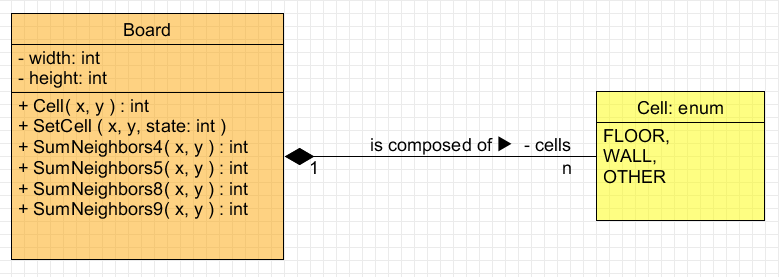 Board
- width: int
- height: int
+ Cell( x, y ) : int
+ SetCell ( x, y, state: int )
+ SumNeighbors4( x, y ) : int
+ SumNeighbors5( x, y ) : int
+ SumNeighbors8( x, y ) : int
+ SumNeighbors9( x, y ) : int
is composed of ▶ - cells
1
n
Cell: enum
FLOOR,
WALL,
OTHER